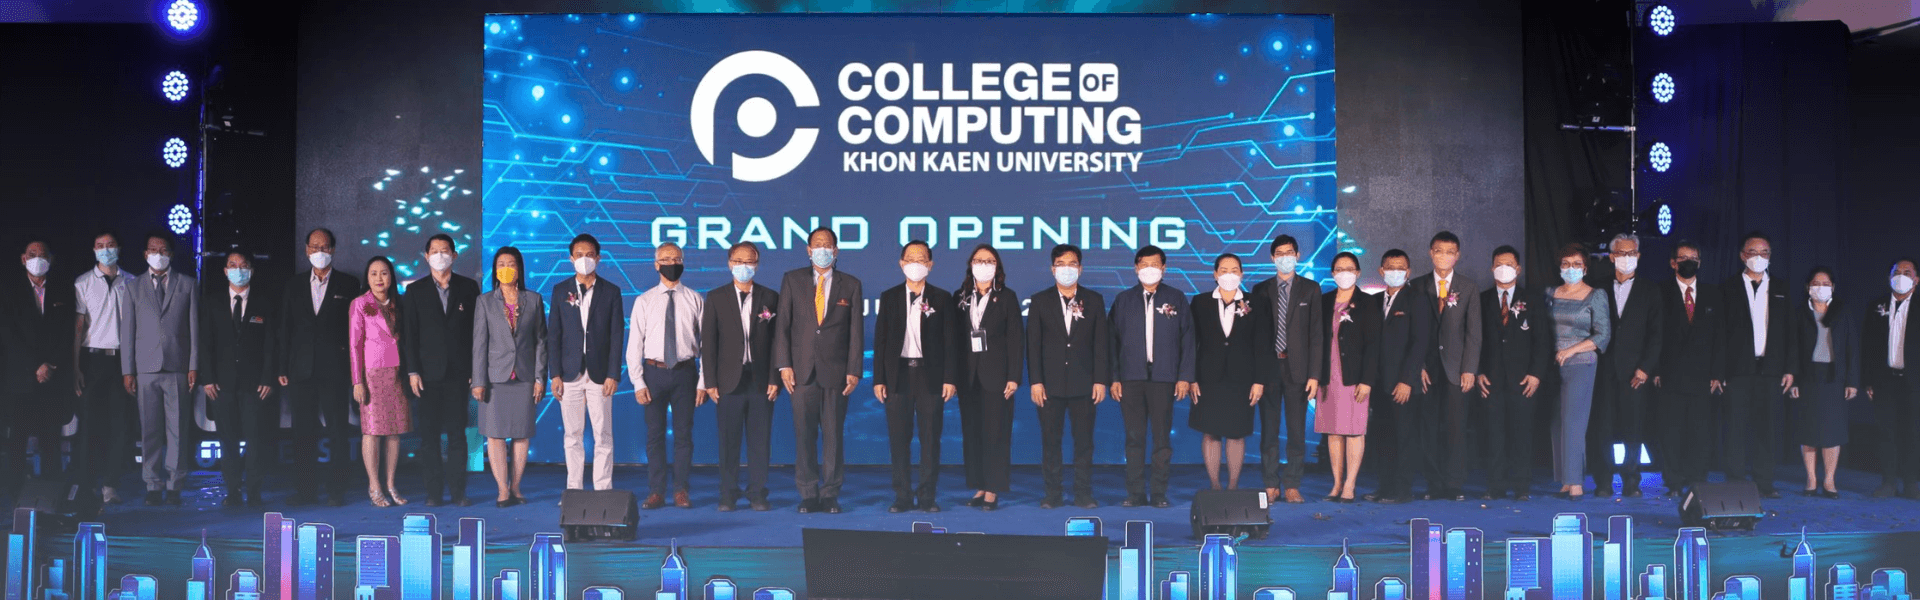 COLLEGE OF
COMPUTING
KHON KAEN UNIVERSITY
GRAND OPENING